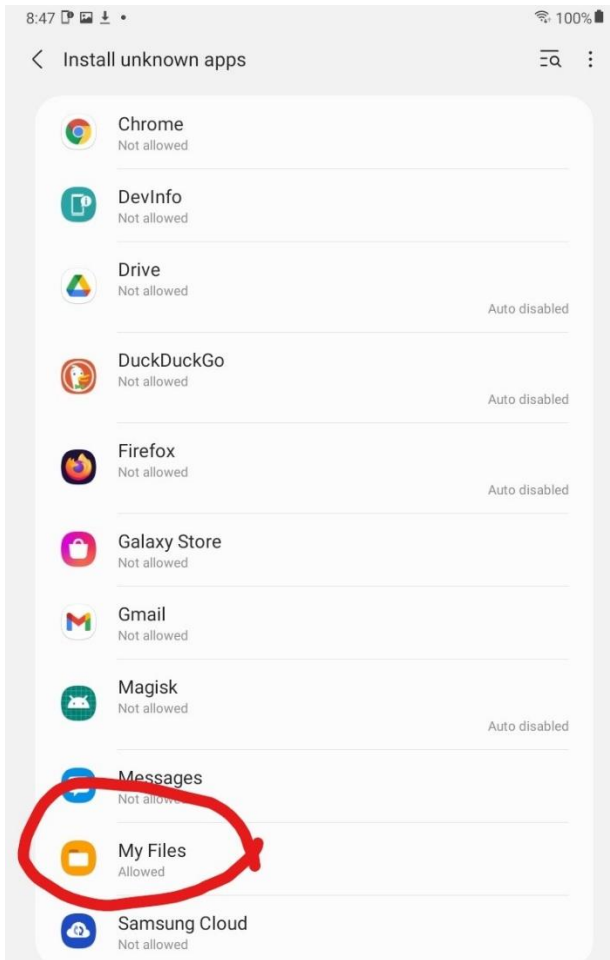 8:47
100%
Install unknown apps
Chrome
Not allowed
DevInfo
Not allowed
Drive
Not allowed
Auto disabled
DuckDuckGo
Not allowed
Auto disabled
Firefox
Not allowed
Auto disabled
Galaxy Store
Not allowed
Gmail
Not allowed
Magisk
Not allowed
Auto disabled
Messages
Not allowed
My Files
Allowed
Samsung Cloud
Not allowed